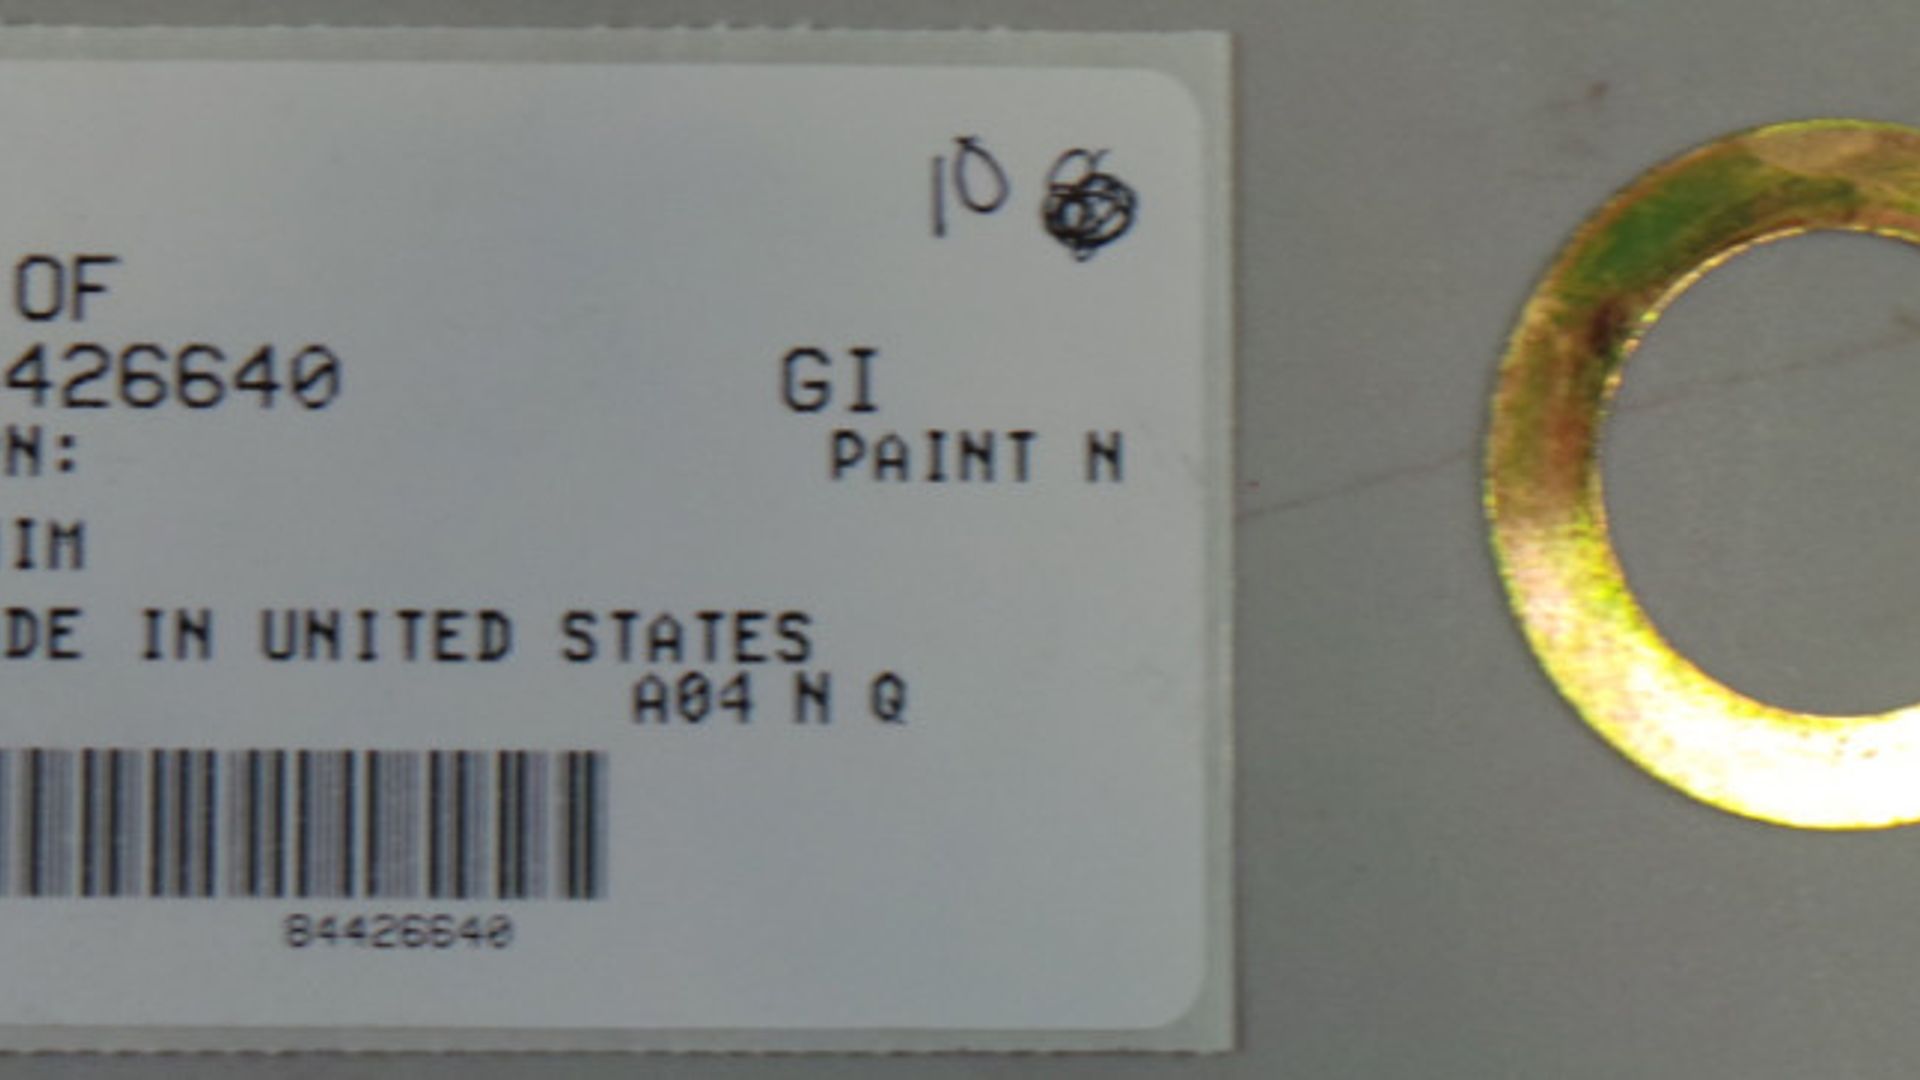 10
OF
426640 GI
N: PAINT N
IM
DE IN UNITED STATES
A04 N Q
84426640